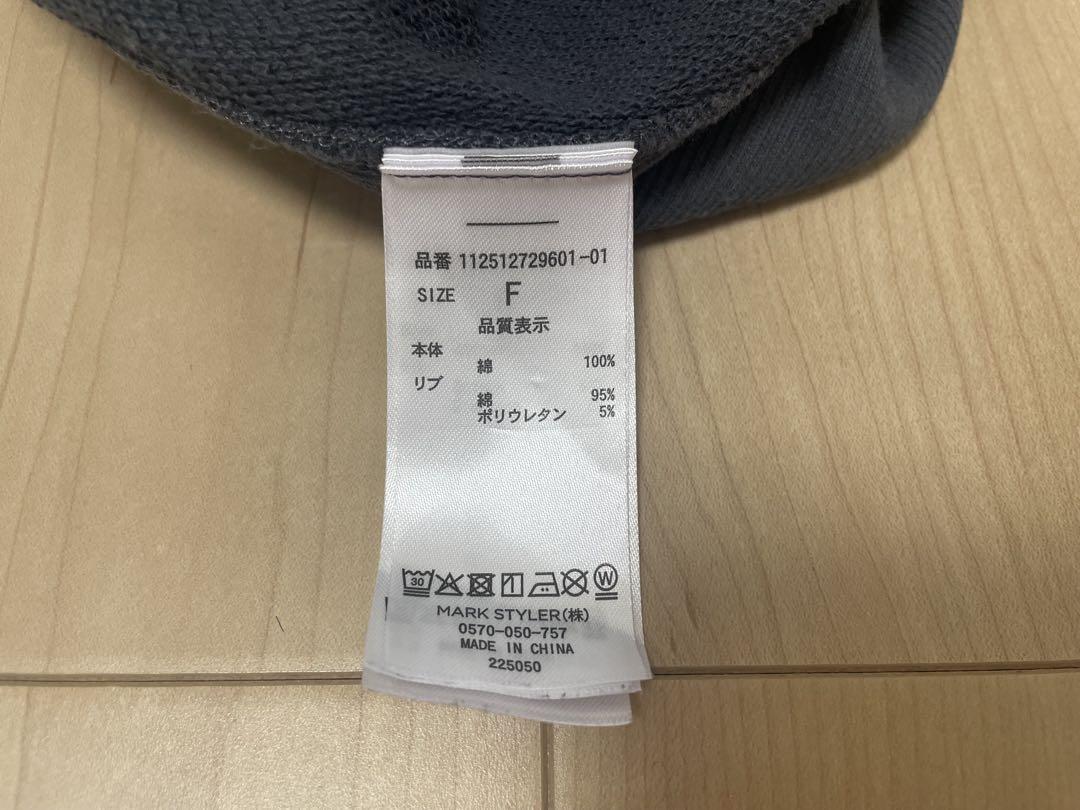 品番 112512729601-01
SIZE F
品質表示
本体
綿 100%
リブ
綿 95%
ポリウレタン 5%
30 W
MARK STYLER(株)
0570-050-757
MADE IN CHINA
225050